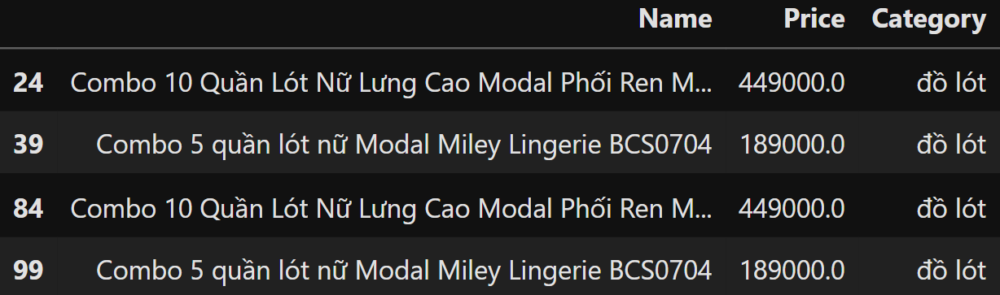 Name Price Category
24 Combo 10 Quần Lót Nữ Lưng Cao Modal Phối Ren M... 449000.0 đồ lót
39 Combo 5 quần lót nữ Modal Miley Lingerie BCS0704 189000.0 đồ lót
84 Combo 10 Quần Lót Nữ Lưng Cao Modal Phối Ren M... 449000.0 đồ lót
99 Combo 5 quần lót nữ Modal Miley Lingerie BCS0704 189000.0 đồ lót